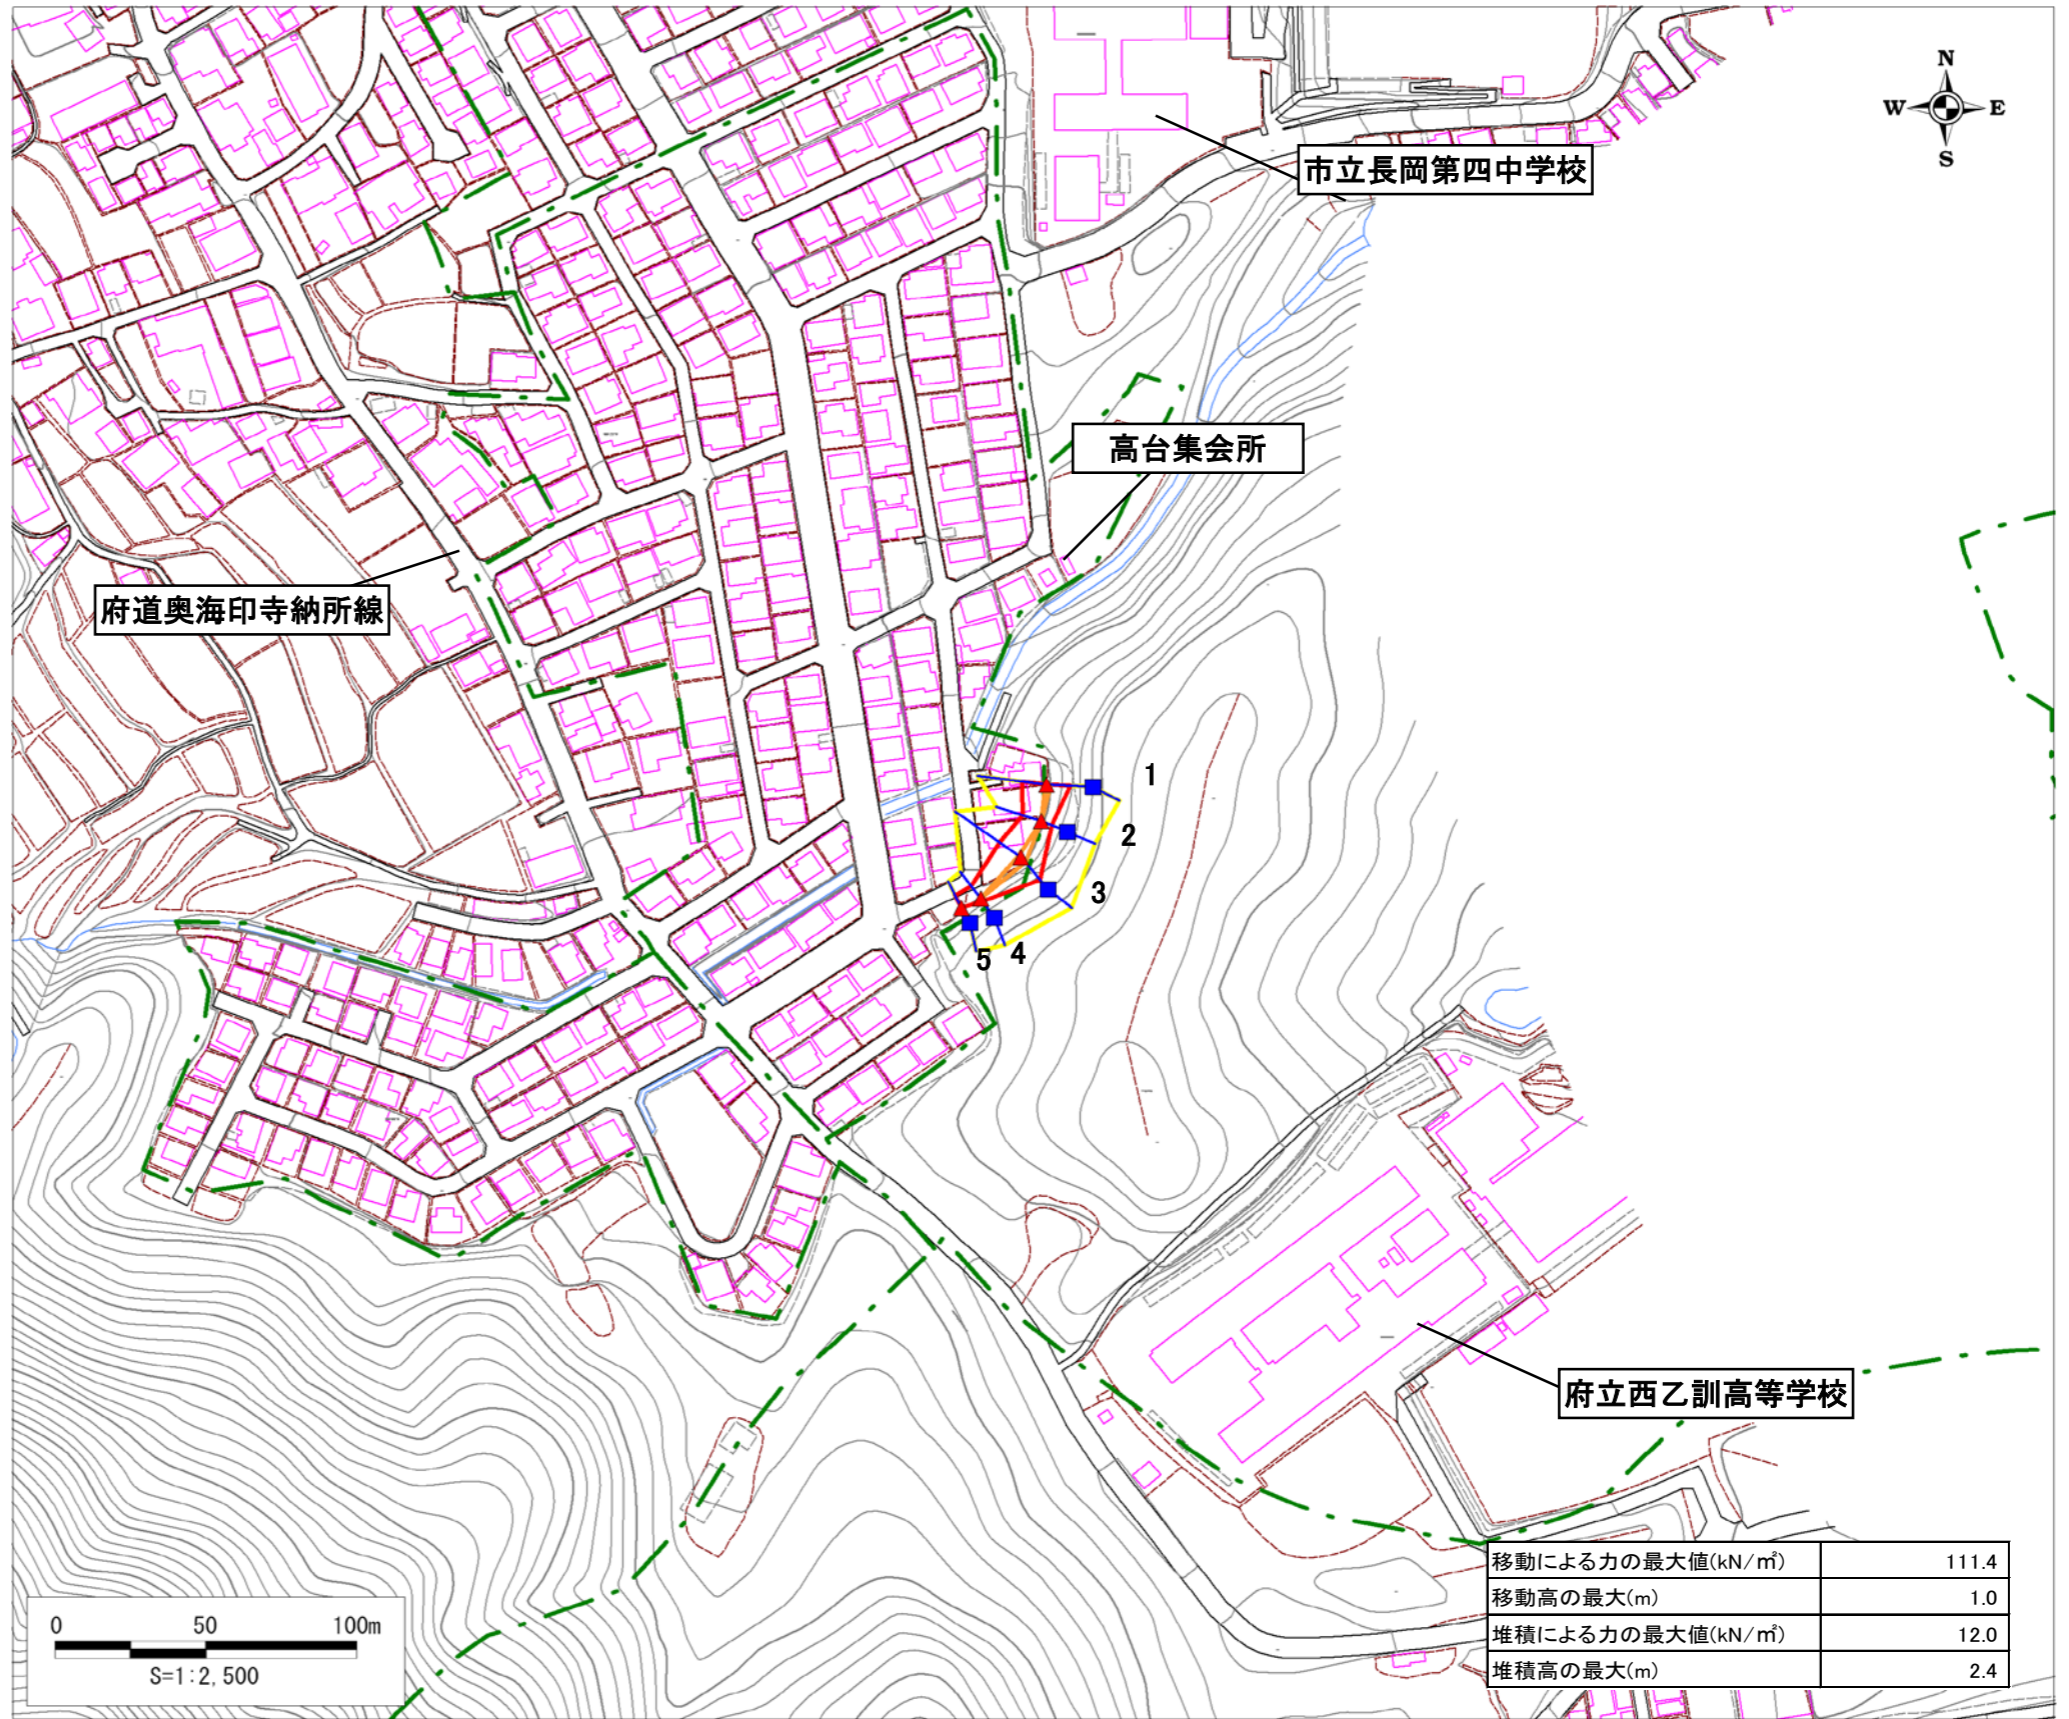 N
W E
S
市立長岡第四中学校
高台集会所
府道奥海印寺納所線
1
2
3
4
5
府立西乙訓高等学校
移動による力の最大値(kN/㎡) 111.4
移動高の最大(m) 1.0
堆積による力の最大値(kN/㎡) 12.0
堆積高の最大(m) 2.4
0 50 100m
S=1:2,500